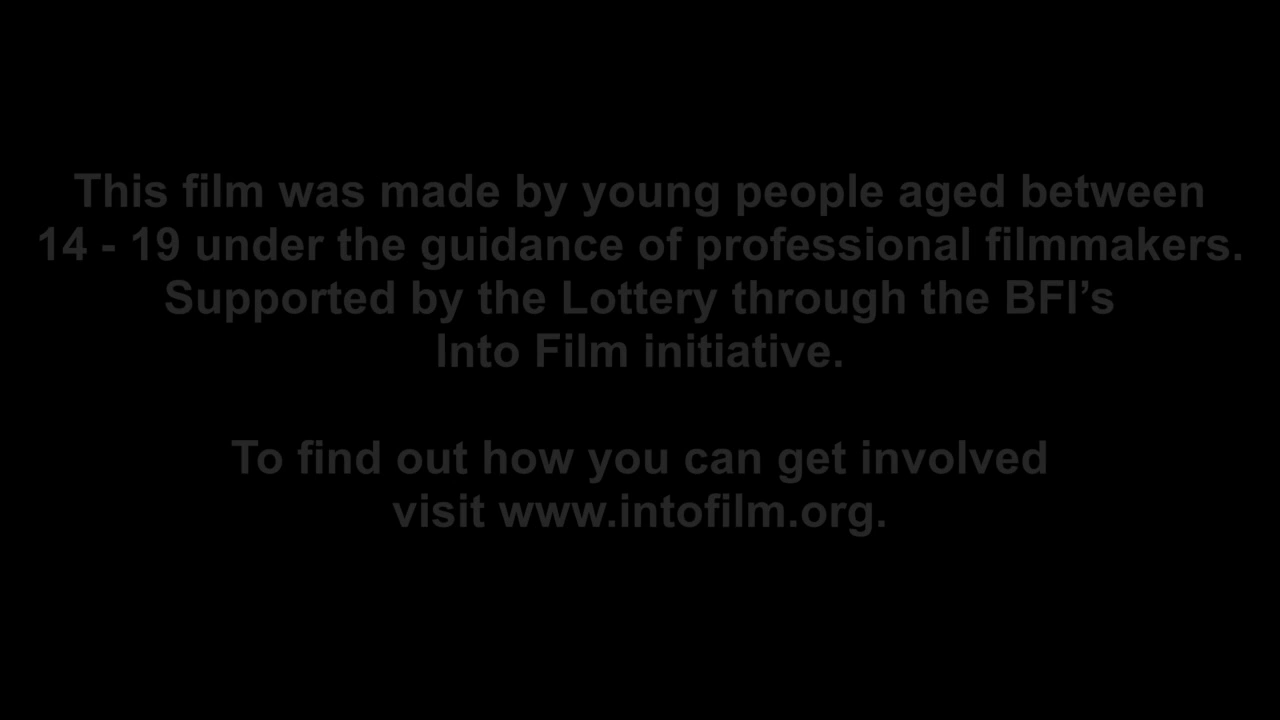 This film was made by young people aged between
14 - 19 under the guidance of professional filmmakers.
Supported by the Lottery through the BFI’s
Into Film initiative.
To find out how you can get involved
visit www.intofilm.org.